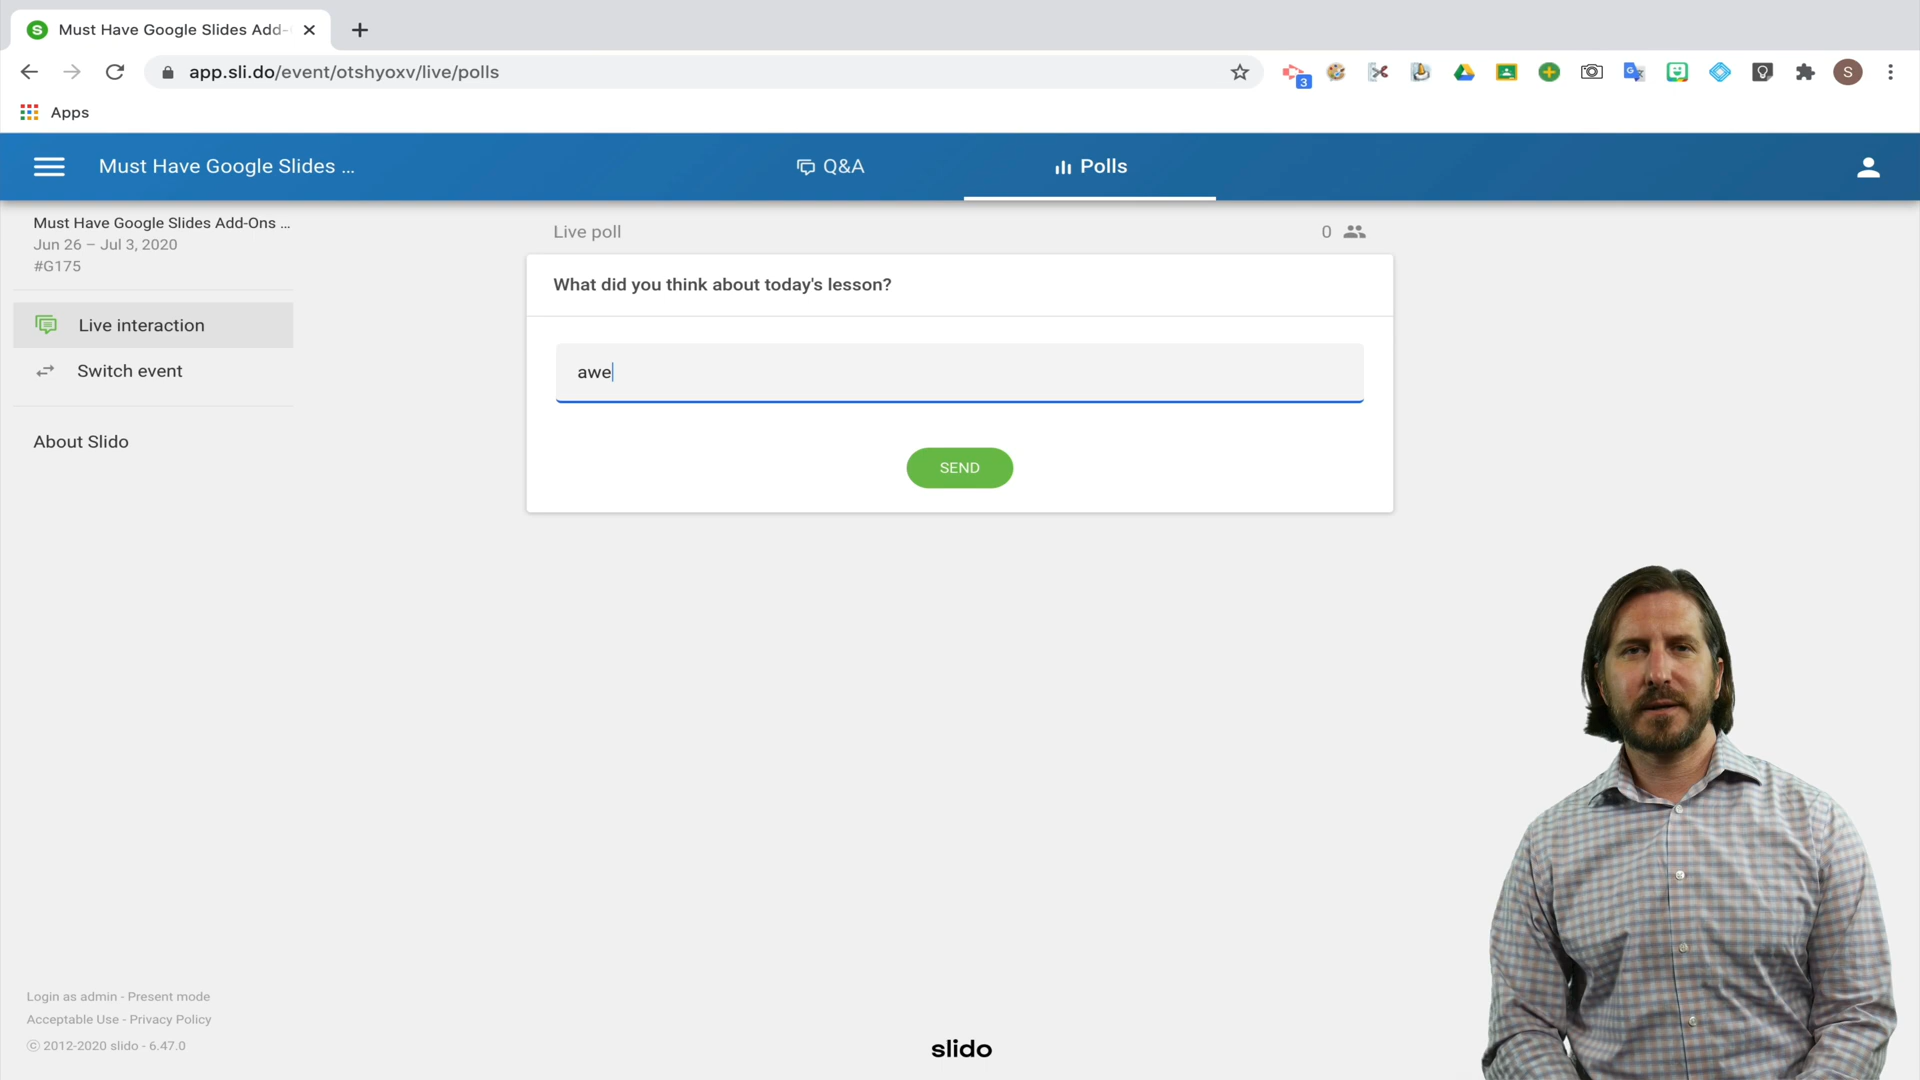 S Must Have Google Slides Add-
app.sli.do/event/otshyoxv/live/polls
3
S
Apps
Must Have Google Slides ...
Q&A
Polls
Must Have Google Slides Add-Ons ...
Jun 26 – Jul 3, 2020
#G175
Live interaction
Switch event
About Slido
Live poll
0
What did you think about today's lesson?
awe
SEND
Login as admin - Present mode
Acceptable Use - Privacy Policy
© 2012-2020 slido - 6.47.0
slido